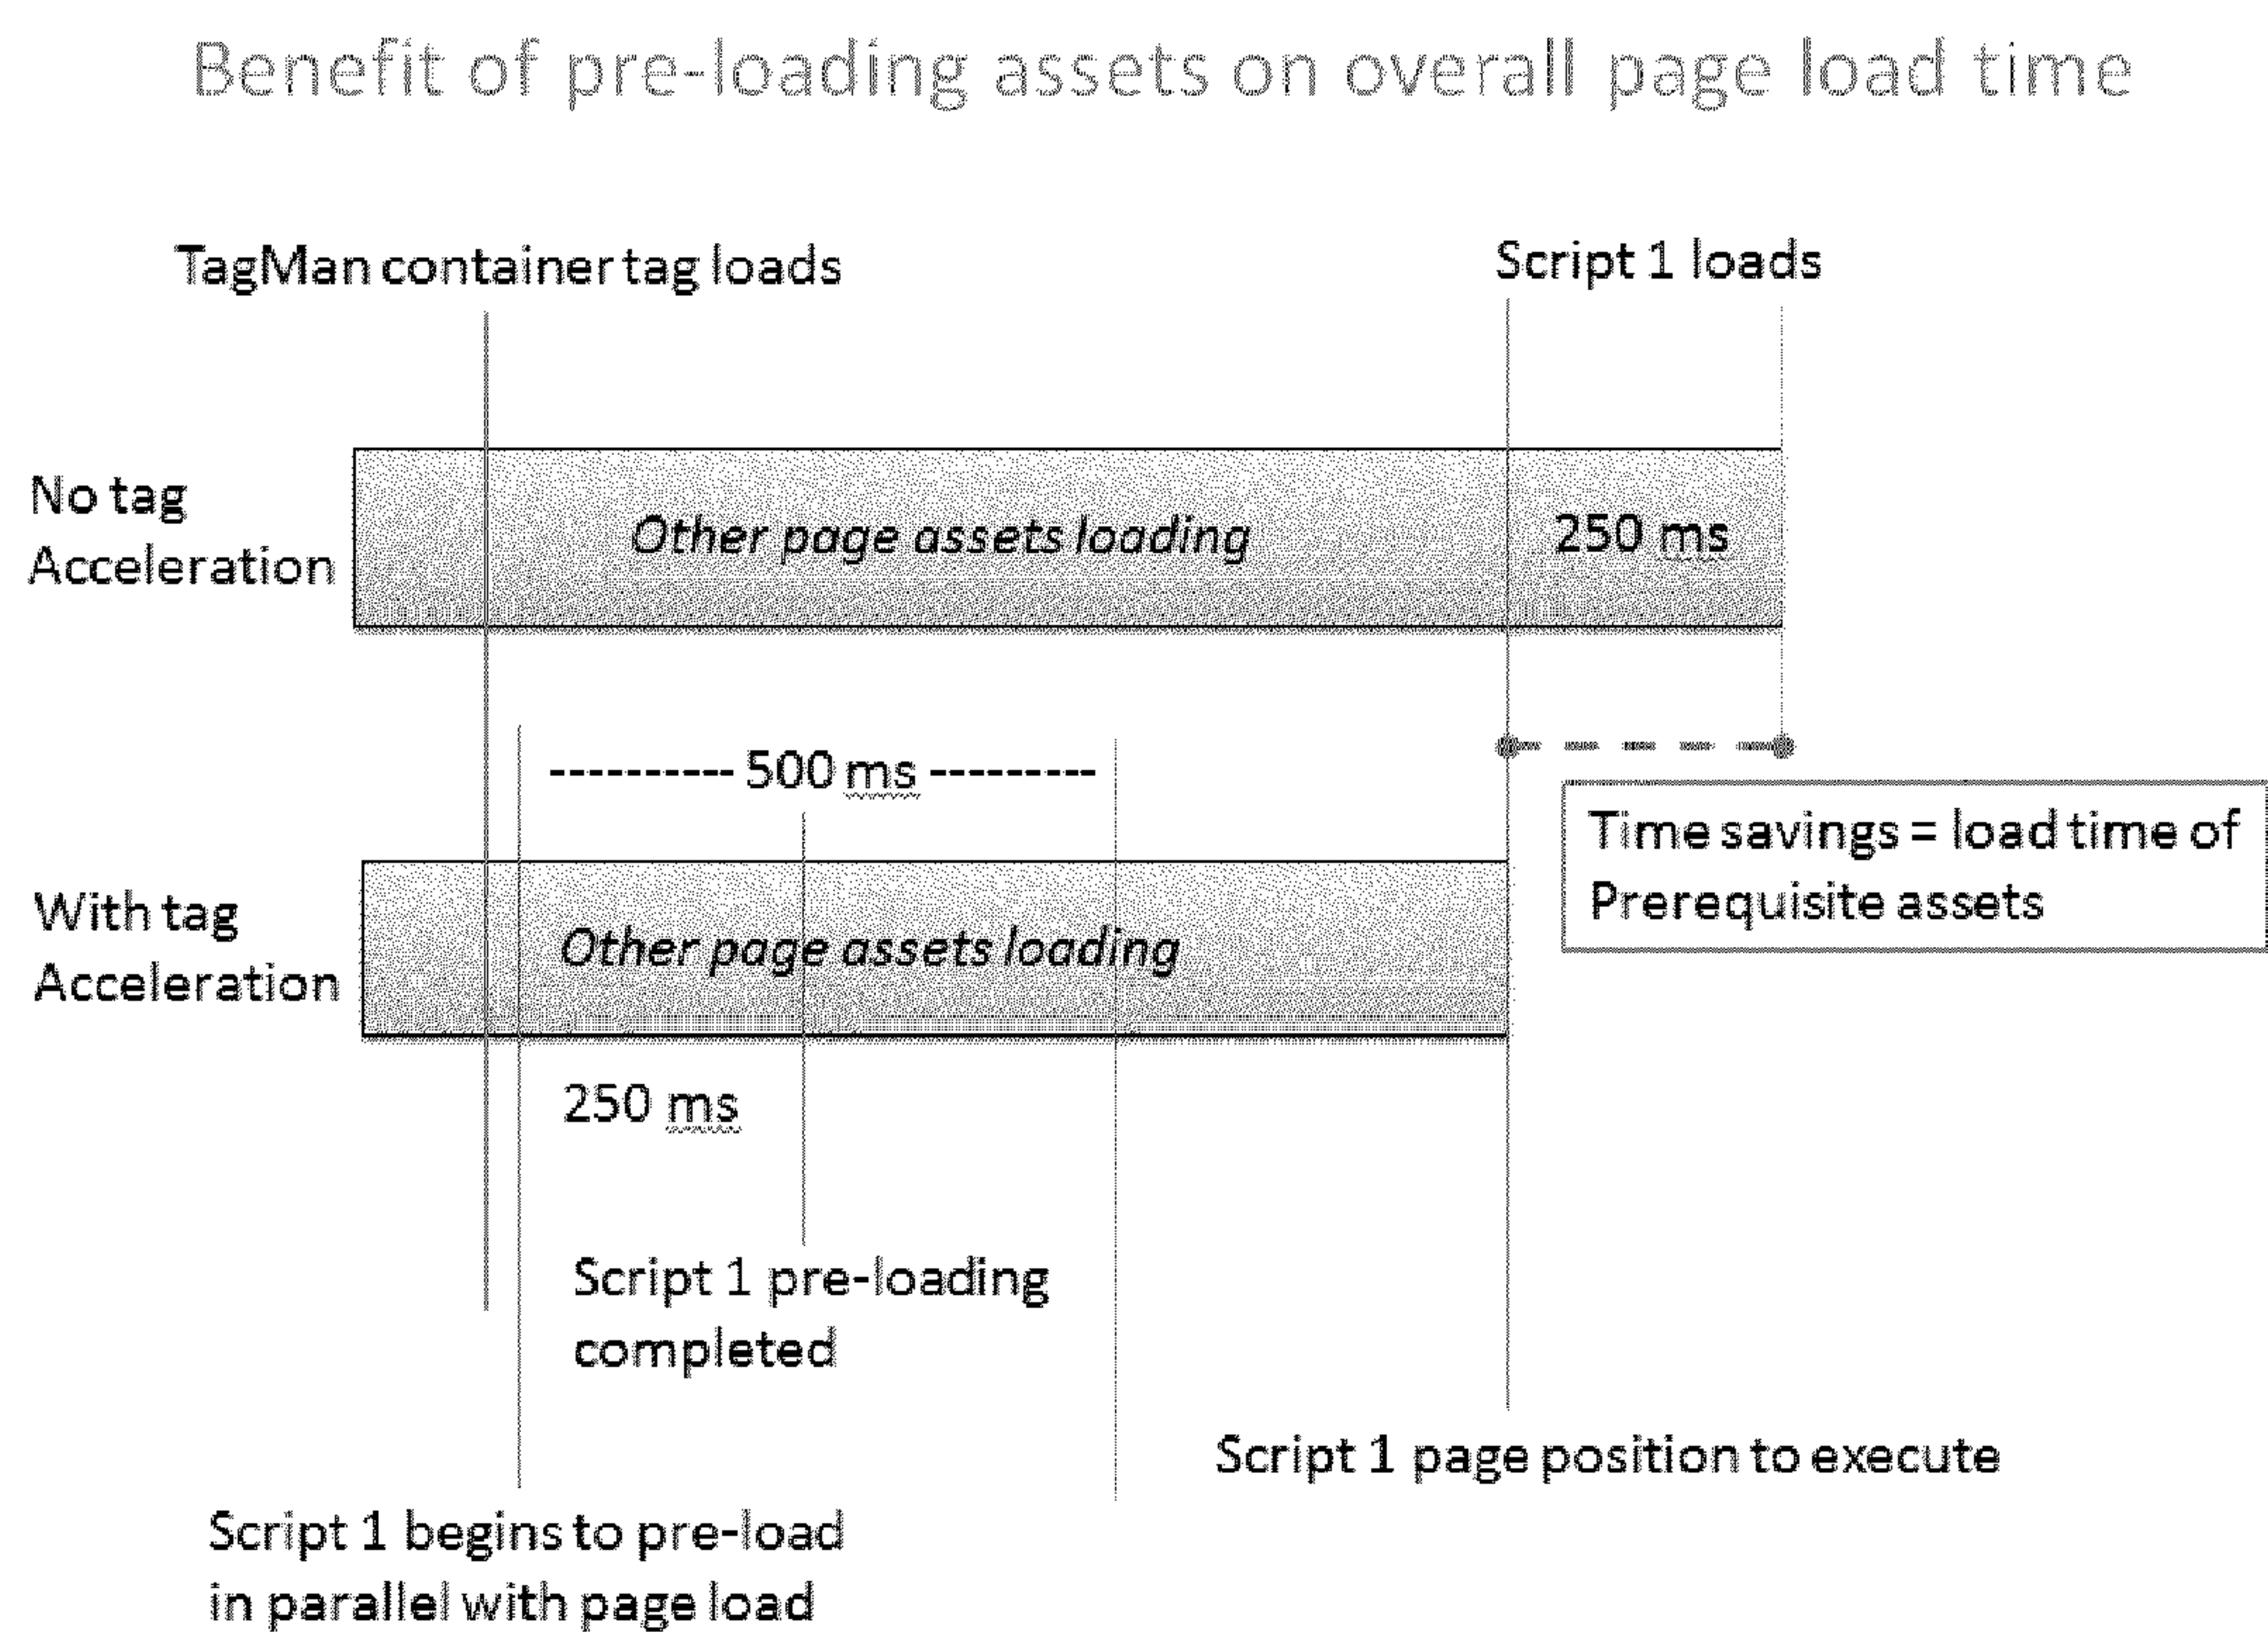 Benefit of pre-loading assets on overall page load time
TagMan container tag loads
Script 1 loads
No tag
Acceleration
Other page assets loading
250 ms
---------- 500 ms ---------
Time savings = load time of
Prerequisite assets
With tag
Acceleration
Other page assets loading
250 ms
Script 1 pre-loading
completed
Script 1 page position to execute
Script 1 begins to pre-load
in parallel with page load